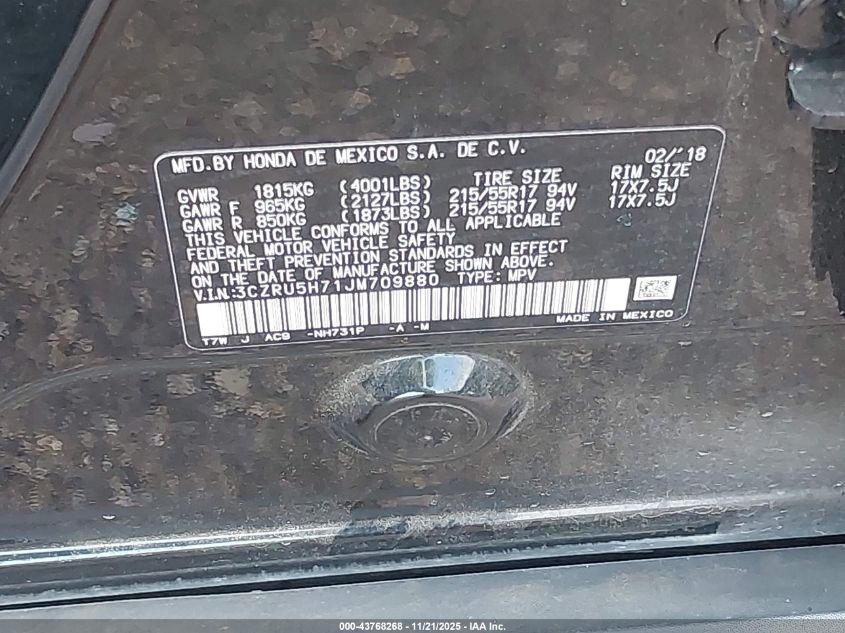 MFD.BY HONDA DE MEXICO S.A. DE C.V. 02/'18
GVWR 1815KG (4001LBS) TIRE SIZE RIM SIZE
GAWR F 965KG (2127LBS) 215/55R17 94V 17X7.5J
GAWR R 850KG (1873LBS) 215/55R17 94V 17X7.5J
THIS VEHICLE CONFORMS TO ALL APPLICABLE
FEDERAL MOTOR VEHICLE SAFETY
AND THEFT PREVENTION STANDARDS IN EFFECT
ON THE DATE OF MANUFACTURE SHOWN ABOVE.
V.I.N.:3CZRU5H71JM709880 TYPE: MPV
T7W J AC9 -NH731P -A -M MADE IN MEXICO
000-43768268 - 11/21/2025 - IAA Inc.